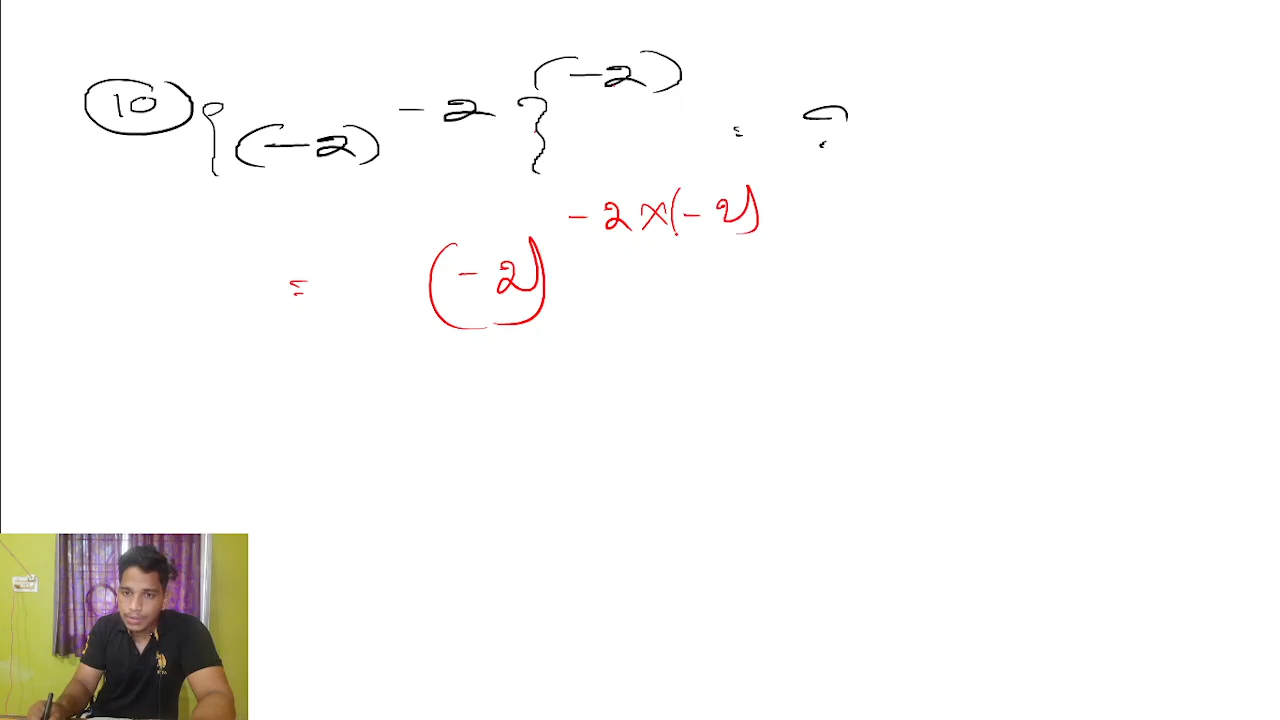 10 {(-2)^-2}^(-2) = ?
= (-2)^-2×(-2)